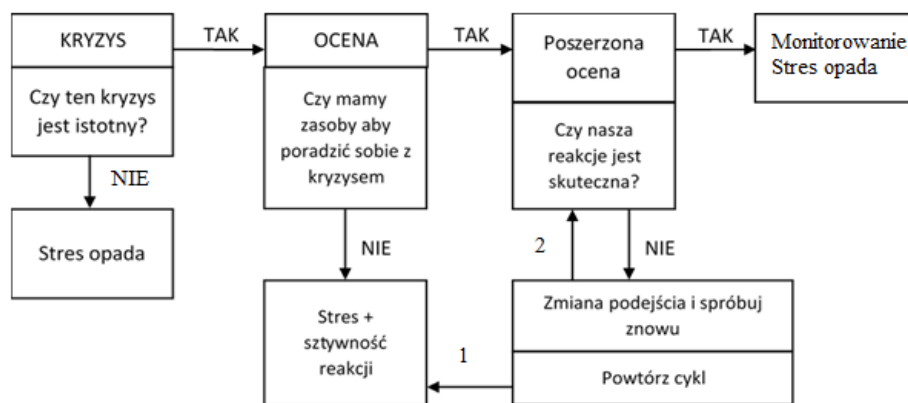 KRYZYS
TAK
OCENA
TAK
Poszerzona
ocena
TAK
Monitorowanie
Stres opada
Czy ten kryzys
jest istotny?
Czy mamy
zasoby aby
poradzić sobie z
kryzysem
Czy nasza
reakcje jest
skuteczna?
NIE
Stres opada
NIE
2
NIE
Stres +
sztywność
reakcji
1
Zmiana podejścia i spróbuj
znowu
Powtórz cykl